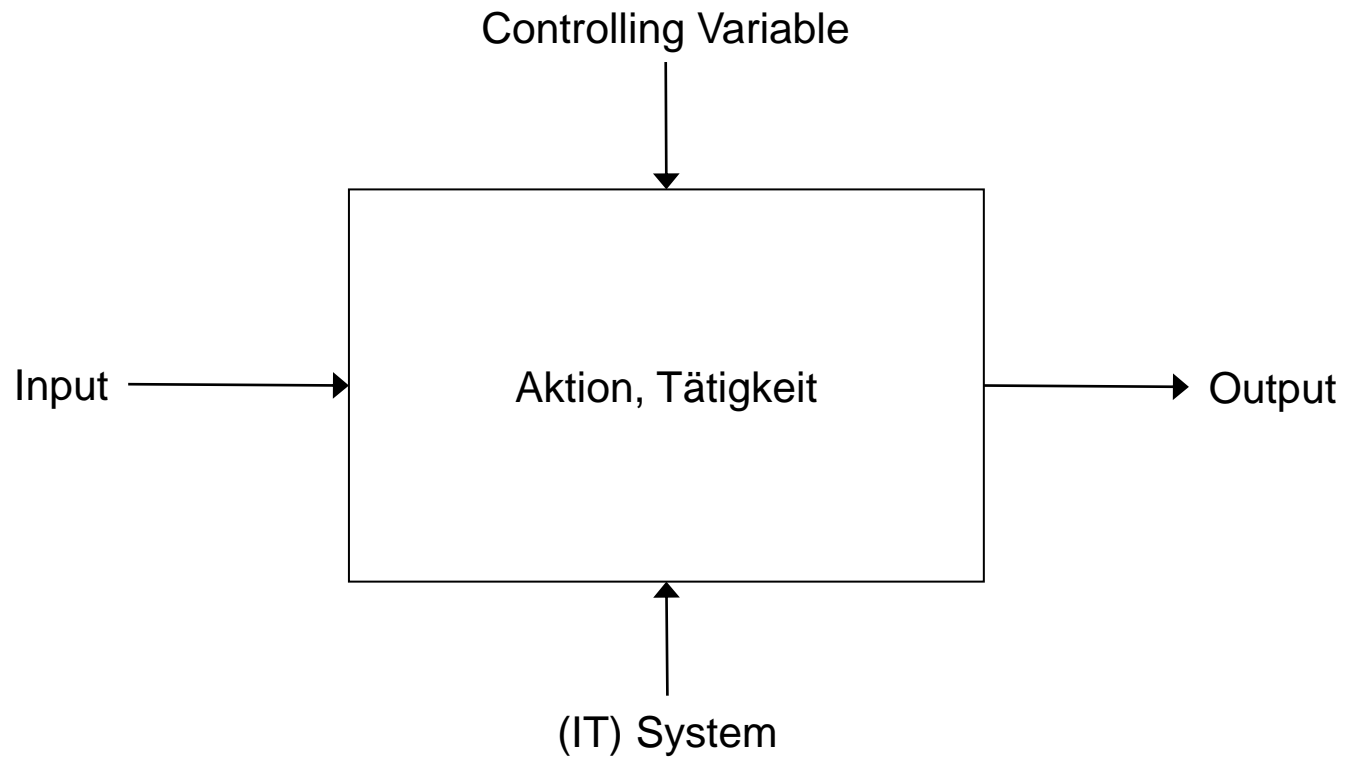 Controlling Variable
Input
Aktion, Tätigkeit
Output
(IT) System